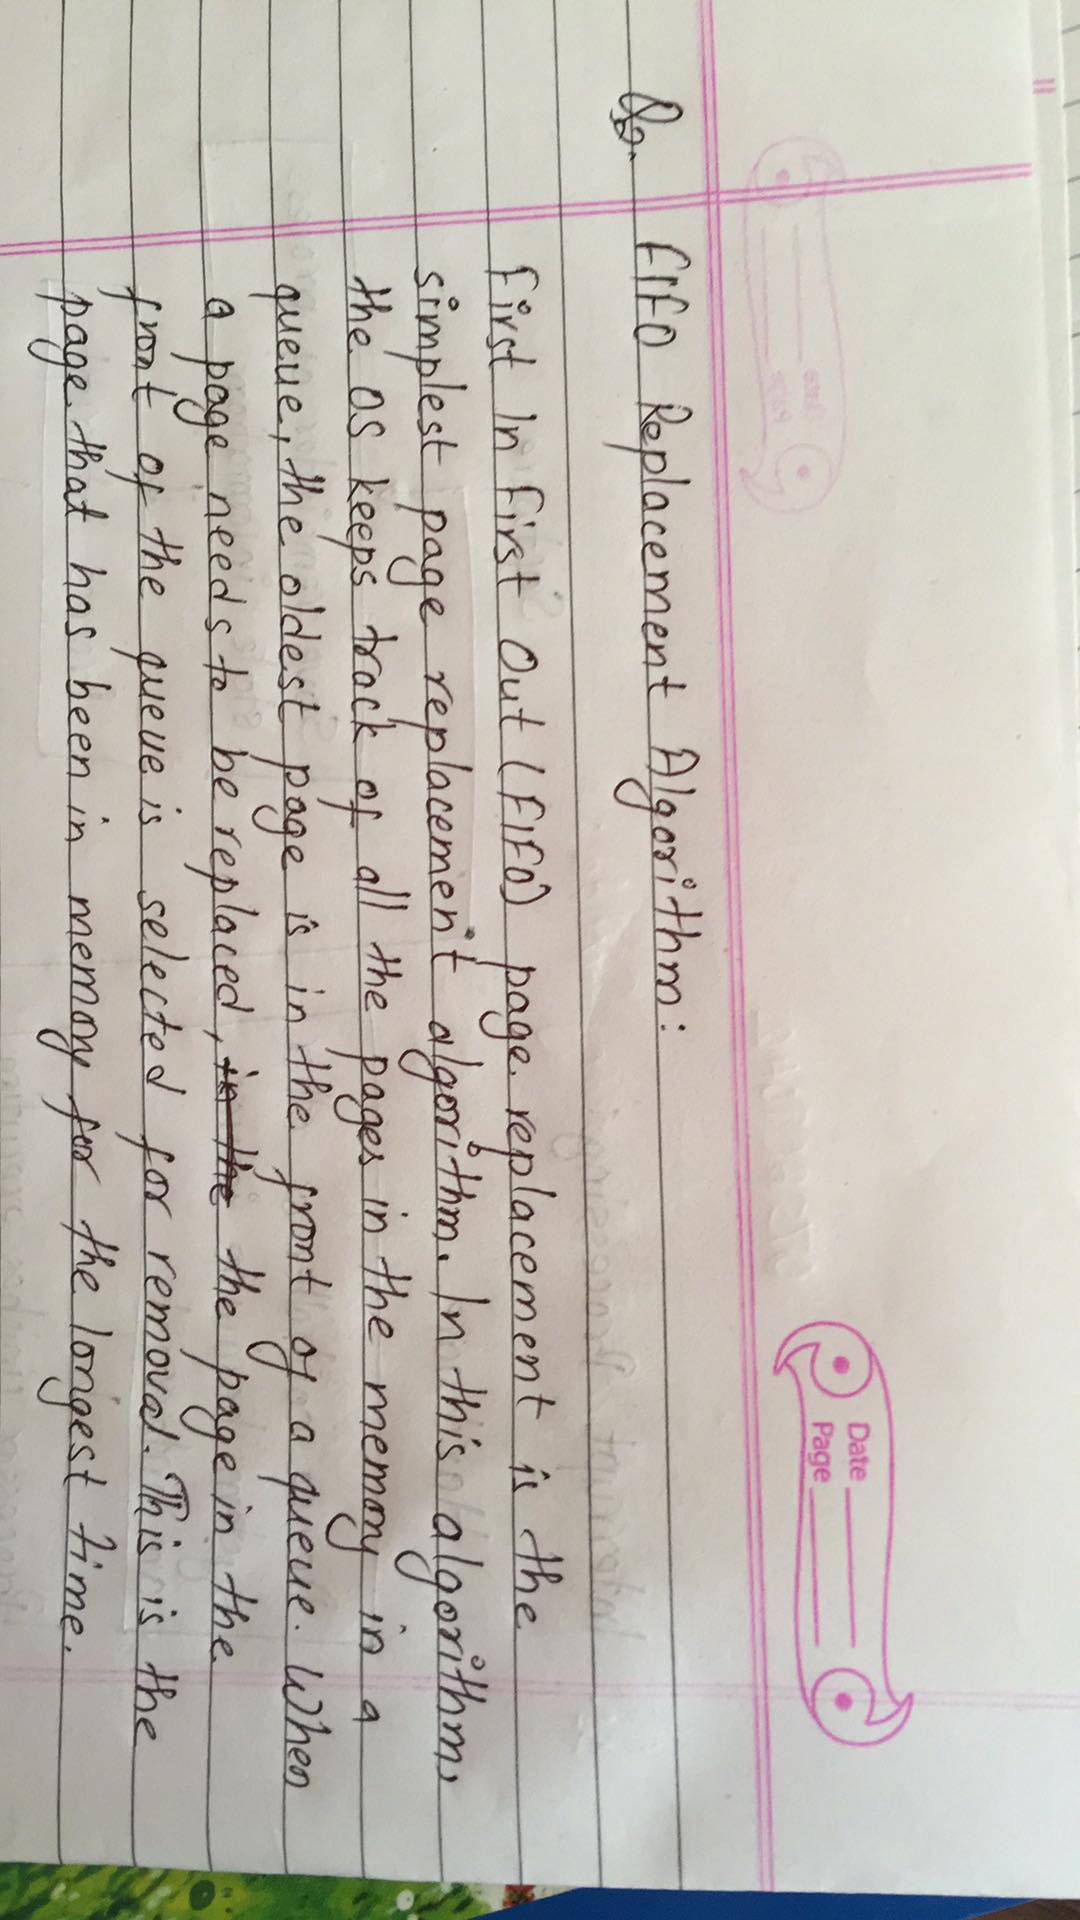 Date
Page
Q2. FIFO Replacement Algorithm:
First In First Out (FIFO) page replacement is the
simplest page replacement algorithm. In this algorithm,
the os keeps track of all the pages in the memory in a
queue, the oldest page is in the front of a queue. When
a page needs to be replaced, in the the page in the
front of the queue is selected for removal. This is the
page that has been in memory for the longest time.